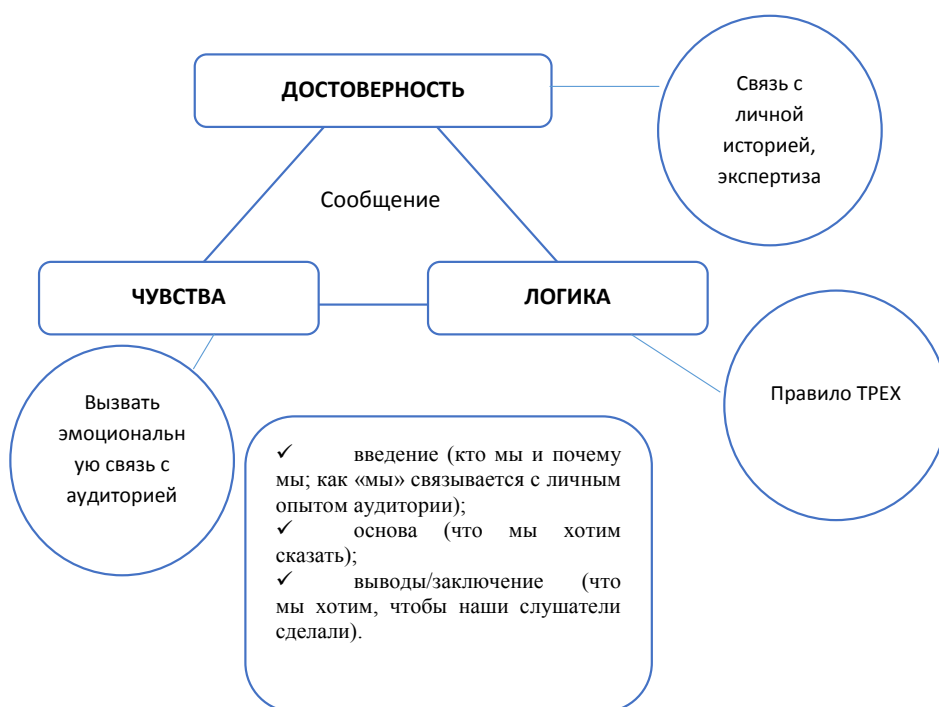 ДОСТОВЕРНОСТЬ
Связь с
личной
историей,
экспертиза
Сообщение
ЧУВСТВА
ЛОГИКА
Вызвать
эмоциональн
ую связь с
аудиторией
Правило ТРЕХ
✓ введение (кто мы и почему
мы; как «мы» связывается с личным
опытом аудитории);
✓ основа (что мы хотим
сказать);
✓ выводы/заключение (что
мы хотим, чтобы наши слушатели
сделали).